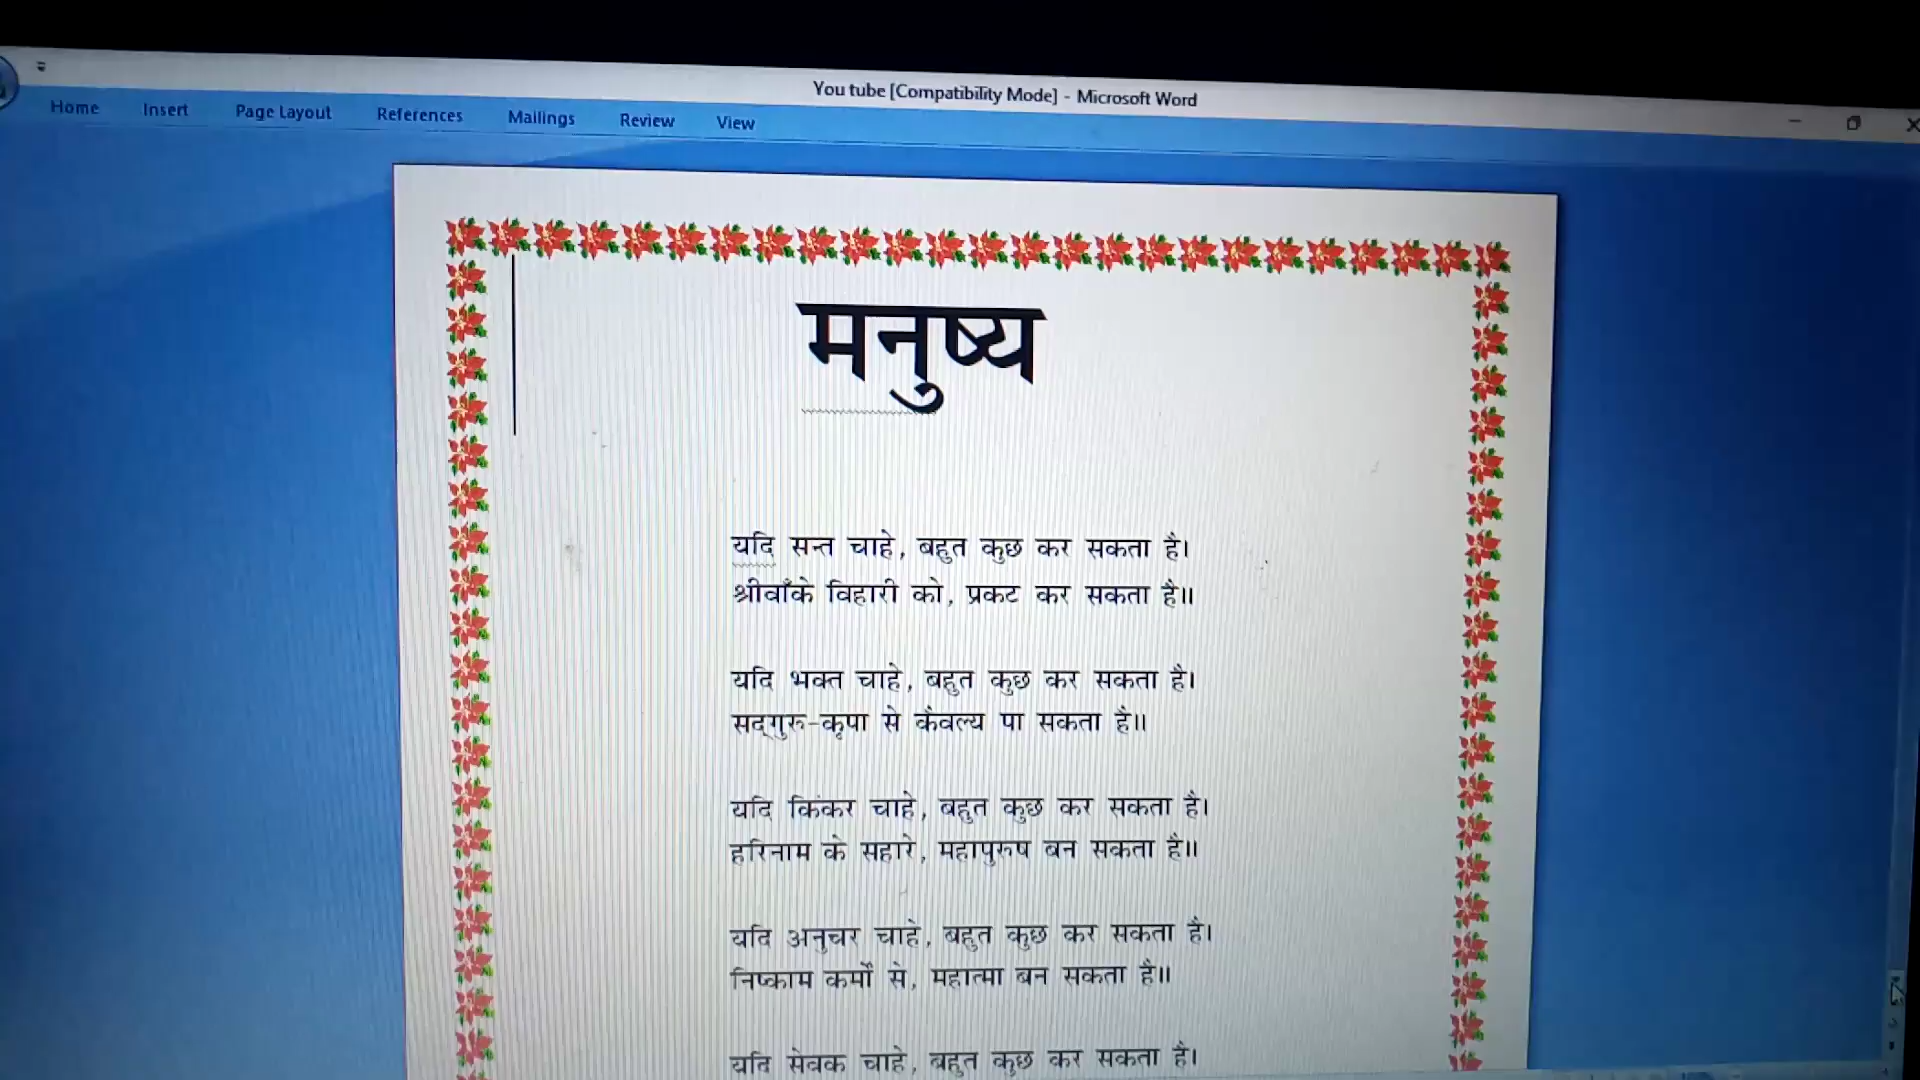 You tube [Compatibility Mode] - Microsoft Word
Home Insert Page Layout References Mailings Review View
मनुष्य
यदि सन्त चाहे, बहुत कुछ कर सकता है।
श्रीवाँके विहारी को, प्रकट कर सकता है॥
यदि भक्त चाहे, बहुत कुछ कर सकता है।
सद्‌गुरु-कृपा से कैवल्य पा सकता है॥
यदि किंकर चाहे, बहुत कुछ कर सकता है।
हरिनाम के सहारे, महापुरुष बन सकता है॥
यदि अनुचर चाहे, बहुत कुछ कर सकता है।
निष्काम कर्मों से, महात्मा बन सकता है॥
यदि सेवक चाहे, बहुत कुछ कर सकता है।